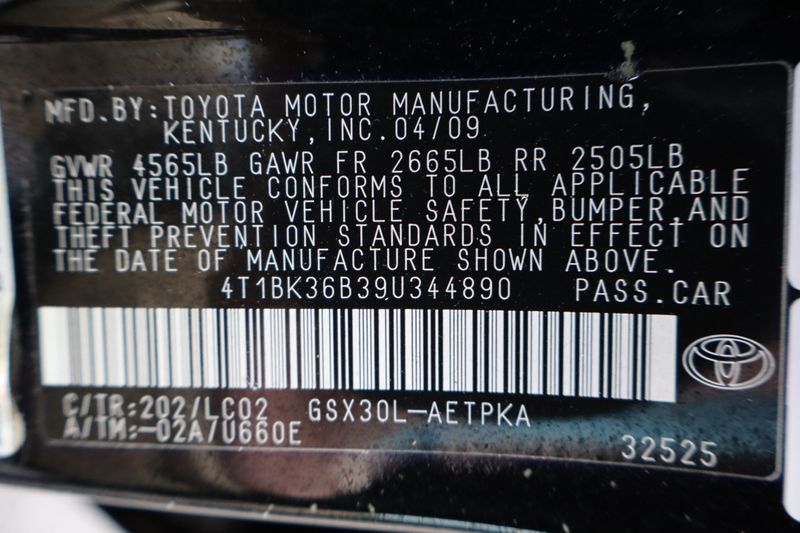 MFD.BY:TOYOTA MOTOR MANUFACTURING,
KENTUCKY,INC.04/09
GVWR 4565LB GAWR FR 2665LB RR 2505LB
THIS VEHICLE CONFORMS TO ALL APPLICABLE
FEDERAL MOTOR VEHICLE SAFETY,BUMPER,AND
THEFT PREVENTION STANDARDS IN EFFECT ON
THE DATE OF MANUFACTURE SHOWN ABOVE.
4T1BK36B39U344890 PASS.CAR
C/TR:202/LC02 GSX30L-AETPKA
A/TM:-02A/U660E
32525